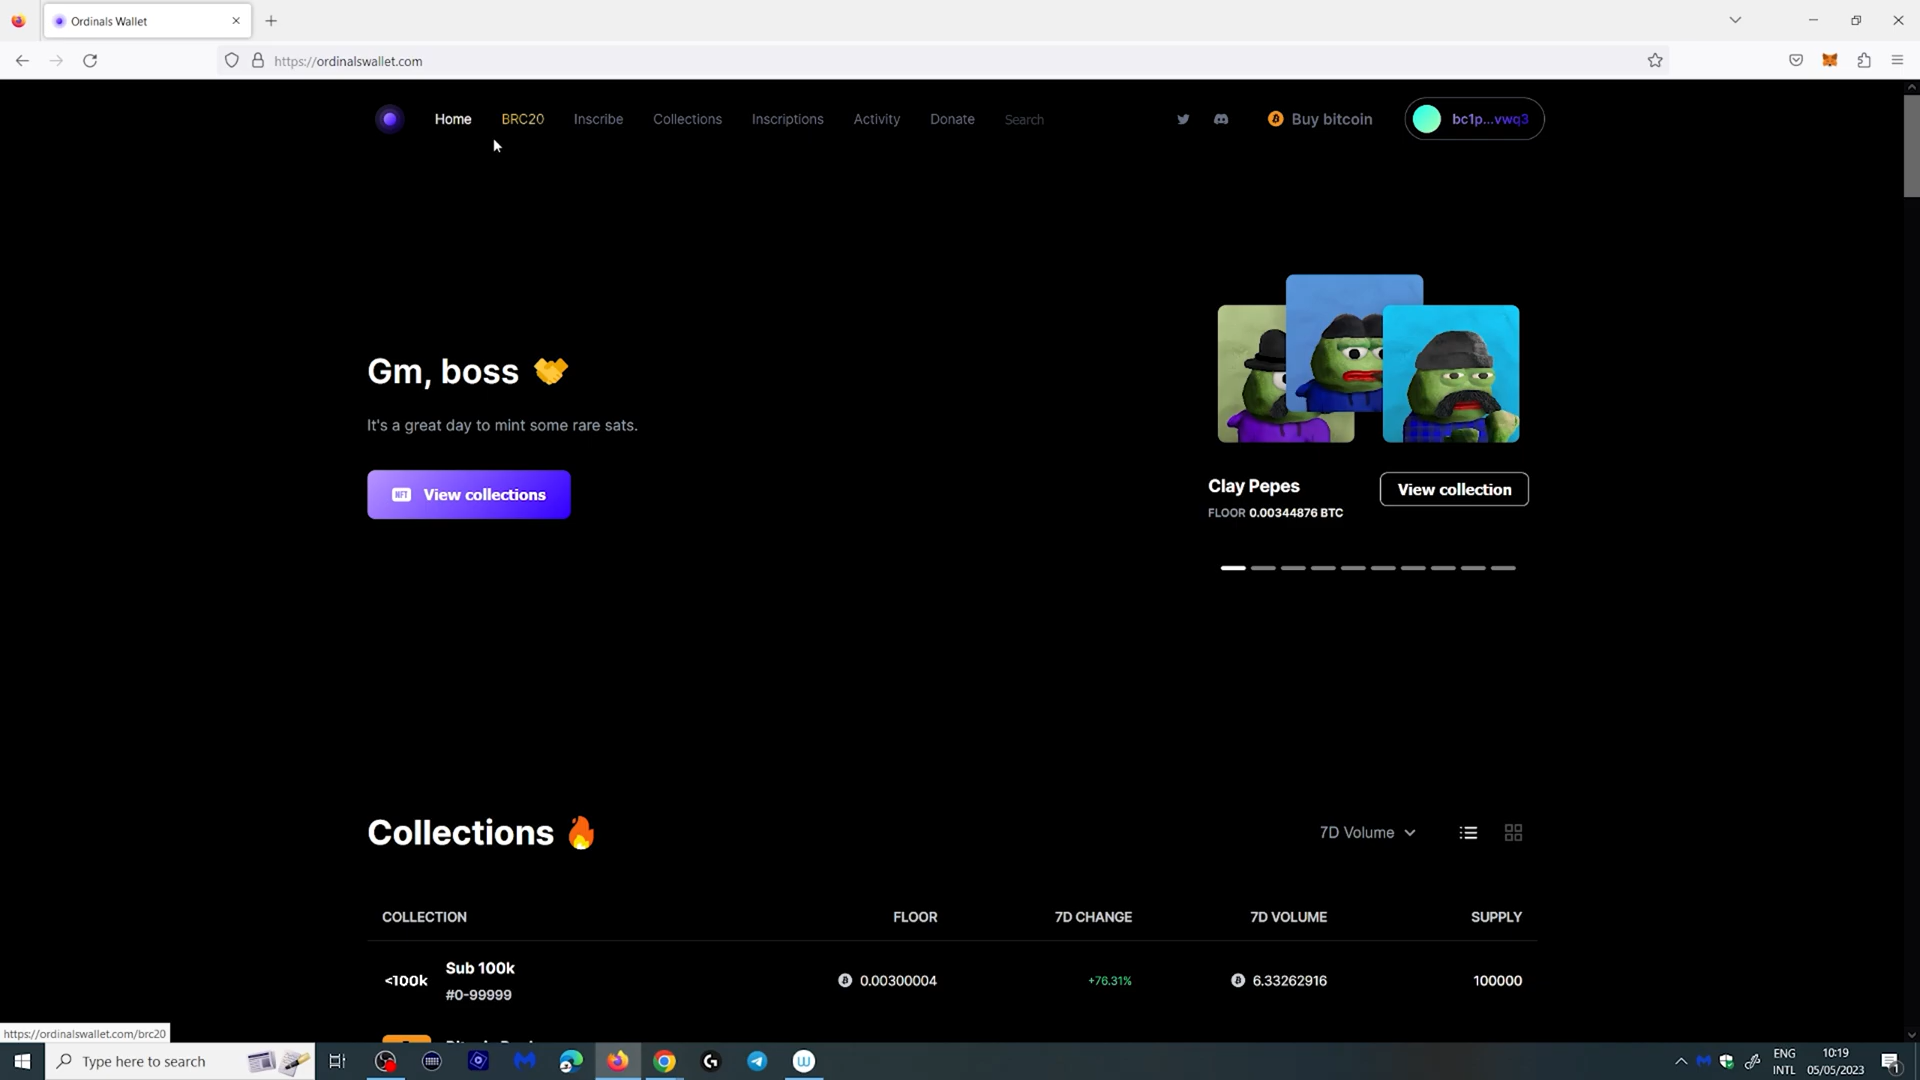 Ordinals Wallet
https://ordinalswallet.com
Home BRC20 Inscribe Collections Inscriptions Activity Donate Search Buy bitcoin bc1p...vwq3
Gm, boss
It's a great day to mint some rare sats.
NFT View collections
Clay Pepes
FLOOR 0.00344876 BTC
View collection
Collections
7D Volume
COLLECTION FLOOR 7D CHANGE 7D VOLUME SUPPLY
<100k Sub 100k 0.00300004 +76.31% 6.33262916 100000
#0-99999
https://ordinalswallet.com/brc20
Type here to search
ENG
INTL
10:19
05/05/2023
1